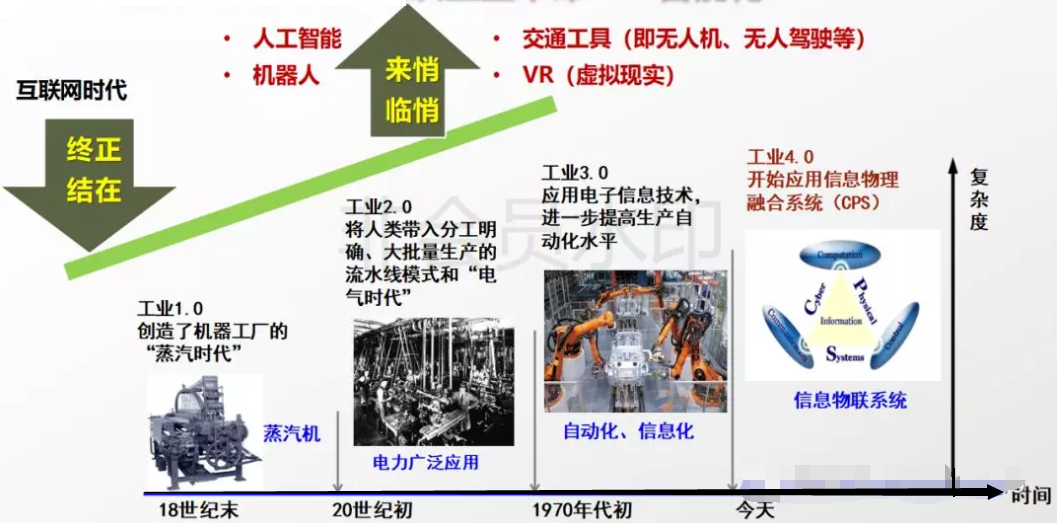 • 人工智能
• 机器人
• 交通工具（即无人机、无人驾驶等）
• VR（虚拟现实）
来悄
临悄
互联网时代
终正
结在
工业1.0
创造了机器工厂的
“蒸汽时代”
蒸汽机
工业2.0
将人类带入分工明
确、大批量生产的
流水线模式和“电
气时代”
电力广泛应用
工业3.0
应用电子信息技术，
进一步提高生产自
动化水平
自动化、信息化
工业4.0
开始应用信息物理
融合系统（CPS）
Computation
Cyber
Physical
Information
Control
Systems
信息物联系统
复杂度
18世纪末
20世纪初
1970年代初
今天
时间
员水印